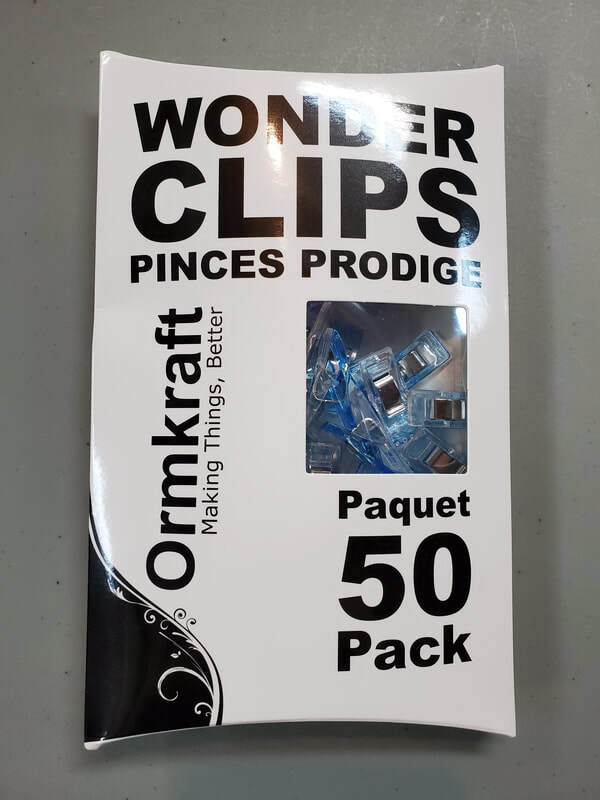 WONDER
CLIPS
PINCES PRODIGE
Ormkraft
Making Things, Better
Paquet
50
Pack